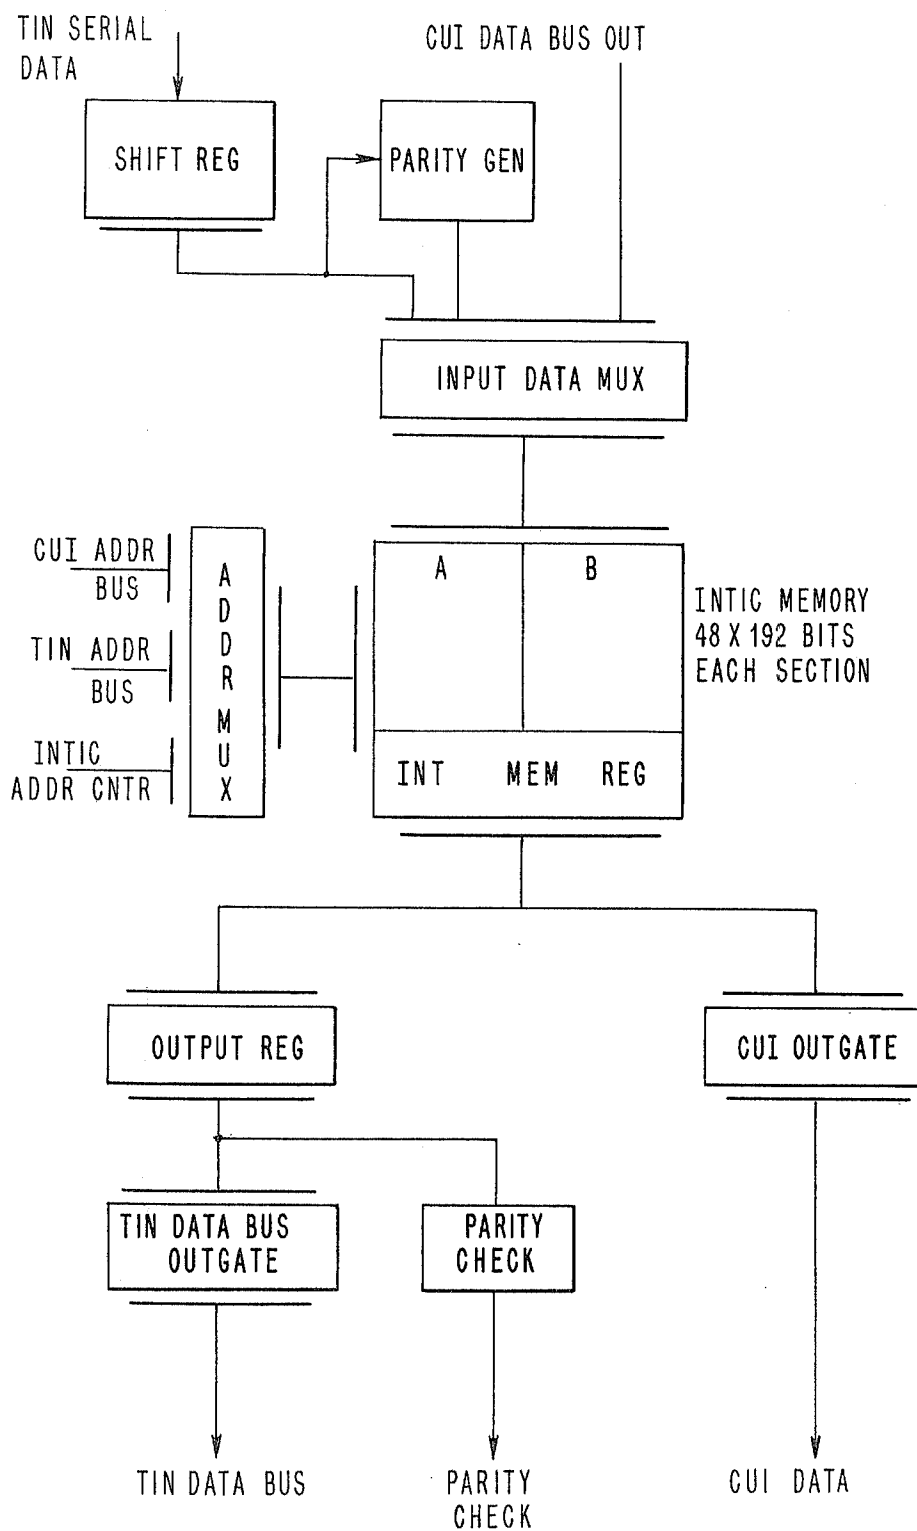 TIN SERIAL
DATA
CUI DATA BUS OUT
SHIFT REG
PARITY GEN
INPUT DATA MUX
CUI ADDR
BUS
TIN ADDR
BUS
INTIC
ADDR CNTR
ADDR MUX
A
B
INT MEM REG
INTIC MEMORY
48 X 192 BITS
EACH SECTION
OUTPUT REG
CUI OUTGATE
TIN DATA BUS
OUTGATE
PARITY
CHECK
TIN DATA BUS
PARITY
CHECK
CUI DATA